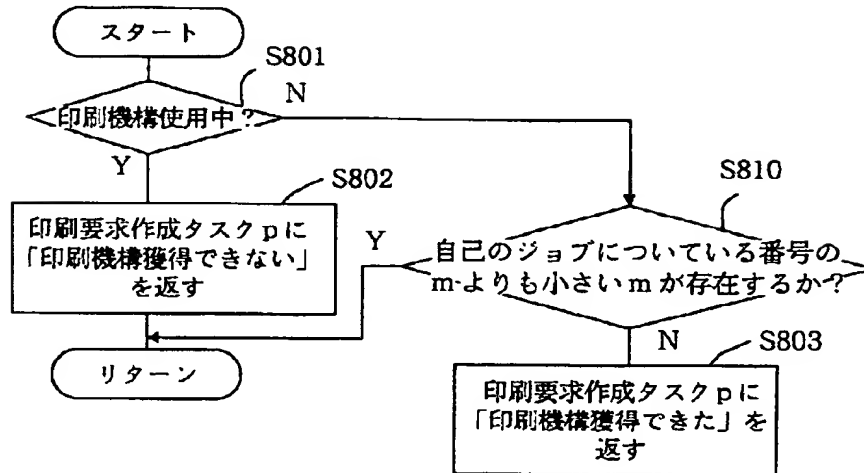 スタート
S801
印刷機構使用中?
N
Y
S802
印刷要求作成タスクpに
「印刷機構獲得できない」
を返す
リターン
S810
Y
自己のジョブについている番号の
mよりも小さいmが存在するか?
N
S803
印刷要求作成タスクpに
「印刷機構獲得できた」を
返す